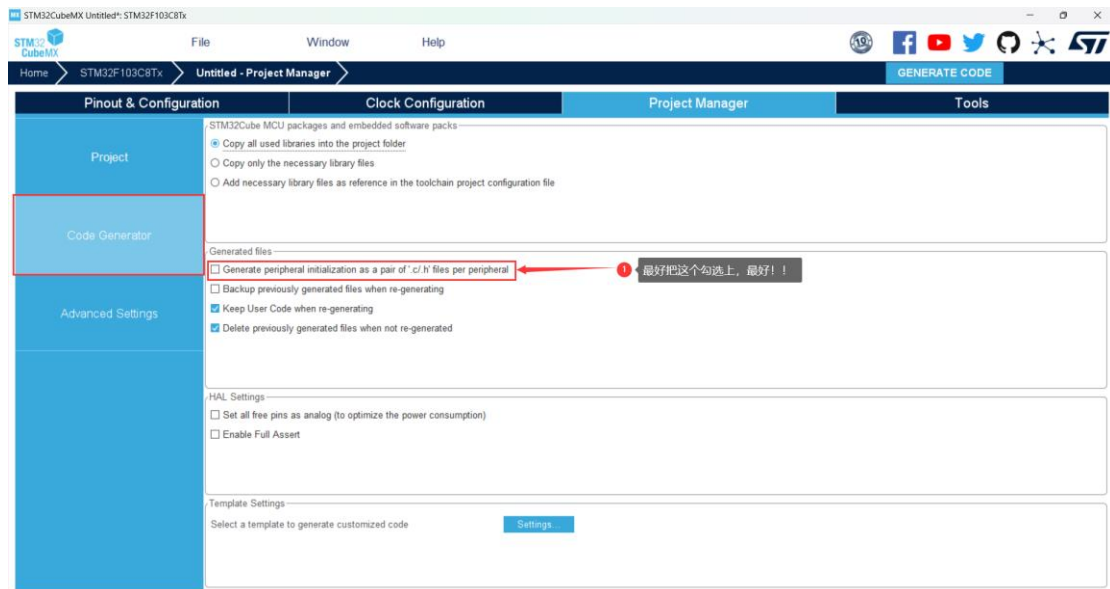 STM32CubeMX Untitled*: STM32F103C8Tx
STM32 CubeMX
File Window Help
19
Home STM32F103C8Tx Untitled - Project Manager GENERATE CODE
Pinout & Configuration Clock Configuration Project Manager Tools
Project
Code Generator
Advanced Settings
STM32Cube MCU packages and embedded software packs
Copy all used libraries into the project folder
Copy only the necessary library files
Add necessary library files as reference in the toolchain project configuration file
Generated files
Generate peripheral initialization as a pair of '.c/.h' files per peripheral
1 最好把这个勾选上，最好！！
Backup previously generated files when re-generating
Keep User Code when re-generating
Delete previously generated files when not re-generated
HAL Settings
Set all free pins as analog (to optimize the power consumption)
Enable Full Assert
Template Settings
Select a template to generate customized code Settings...